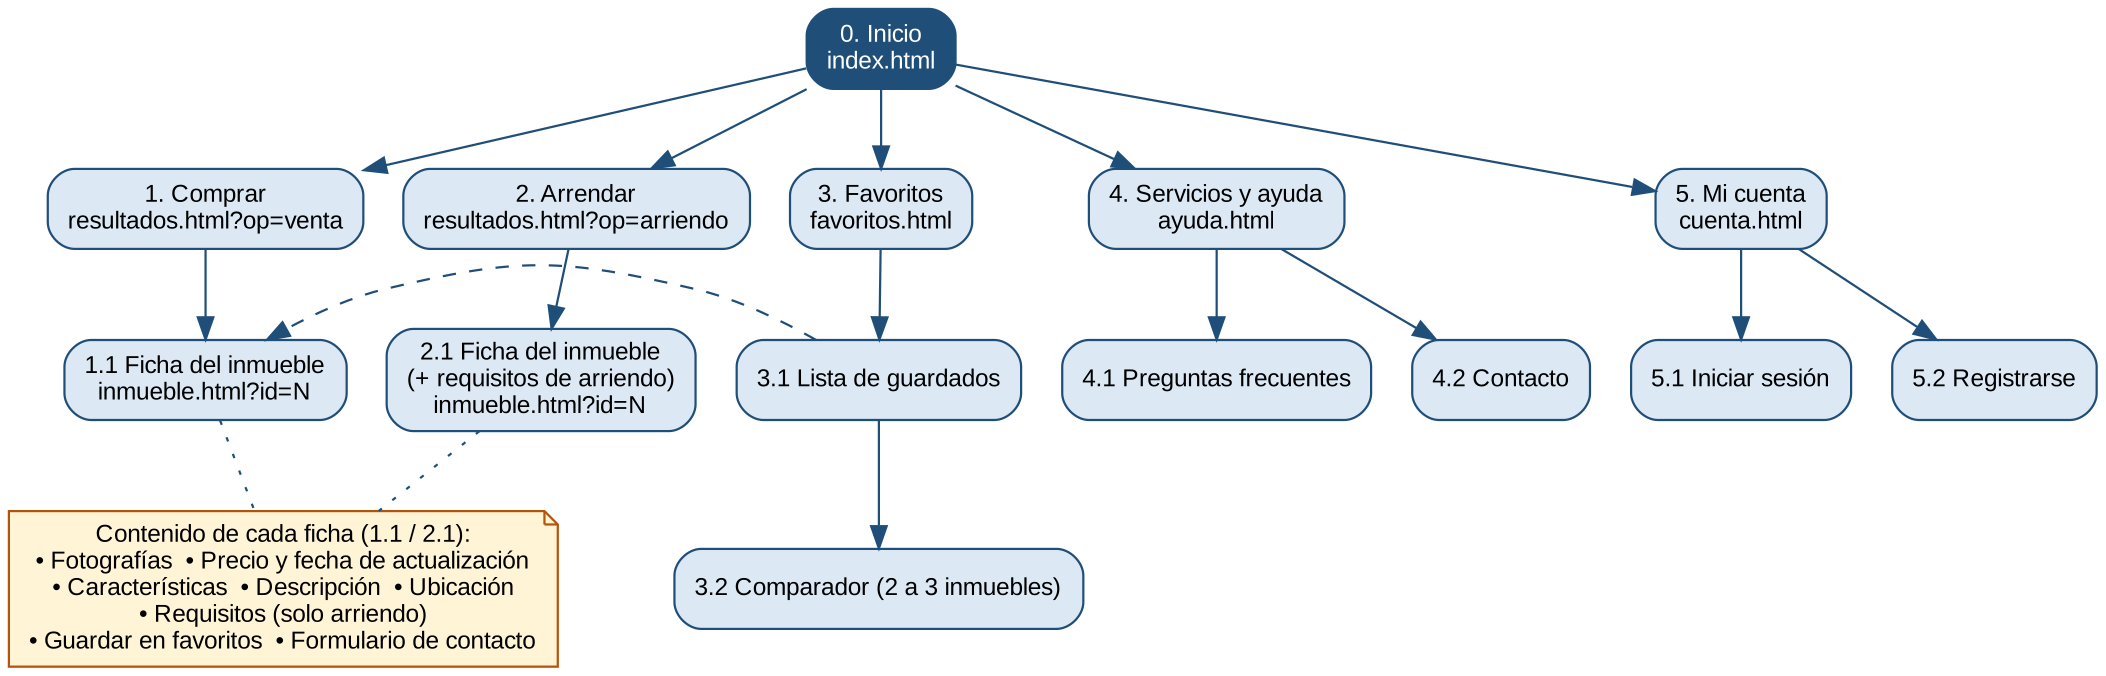 0. Inicio
index.html
1. Comprar
resultados.html?op=venta
2. Arrendar
resultados.html?op=arriendo
3. Favoritos
favoritos.html
4. Servicios y ayuda
ayuda.html
5. Mi cuenta
cuenta.html
1.1 Ficha del inmueble
inmueble.html?id=N
2.1 Ficha del inmueble
(+ requisitos de arriendo)
inmueble.html?id=N
3.1 Lista de guardados
4.1 Preguntas frecuentes
4.2 Contacto
5.1 Iniciar sesión
5.2 Registrarse
Contenido de cada ficha (1.1 / 2.1):
• Fotografías • Precio y fecha de actualización
• Características • Descripción • Ubicación
• Requisitos (solo arriendo)
• Guardar en favoritos • Formulario de contacto
3.2 Comparador (2 a 3 inmuebles)